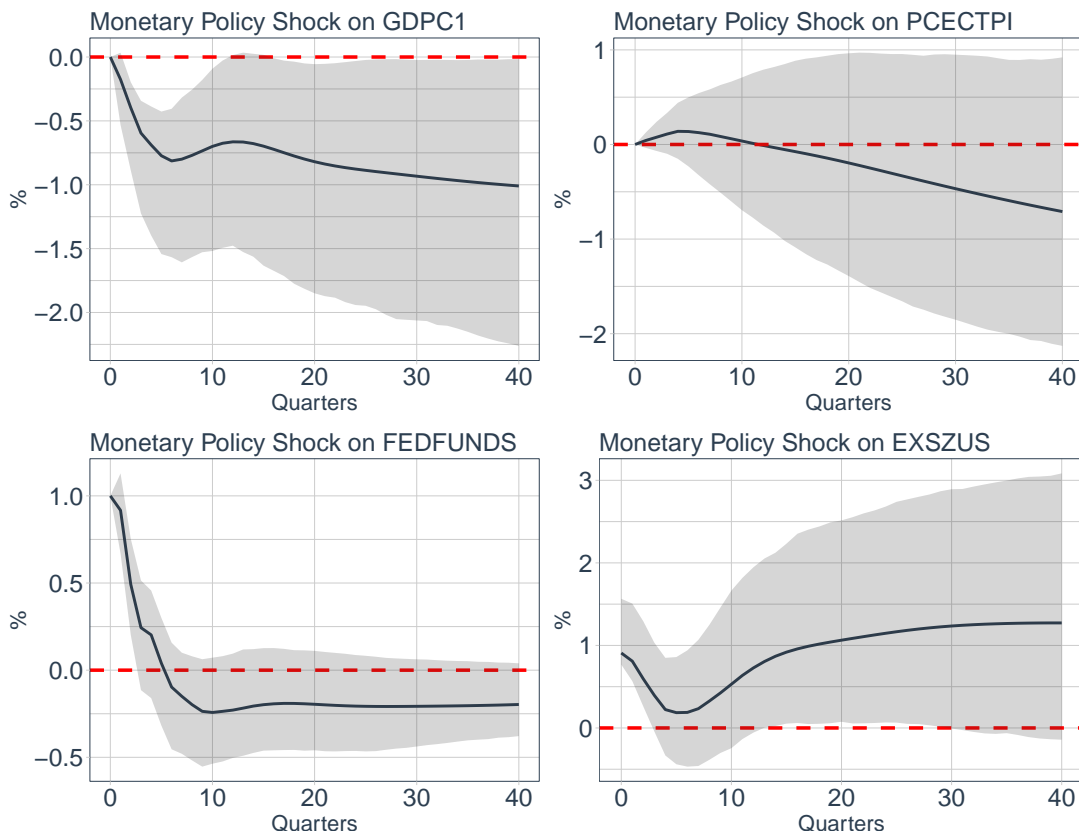 Monetary Policy Shock on GDPC1
0.0
−0.5
−1.0
−1.5
−2.0
%
0 10 20 30 40
Quarters
Monetary Policy Shock on PCECTPI
1
0
−1
−2
%
0 10 20 30 40
Quarters
Monetary Policy Shock on FEDFUNDS
1.0
0.5
0.0
−0.5
%
0 10 20 30 40
Quarters
Monetary Policy Shock on EXSZUS
3
2
1
0
%
0 10 20 30 40
Quarters